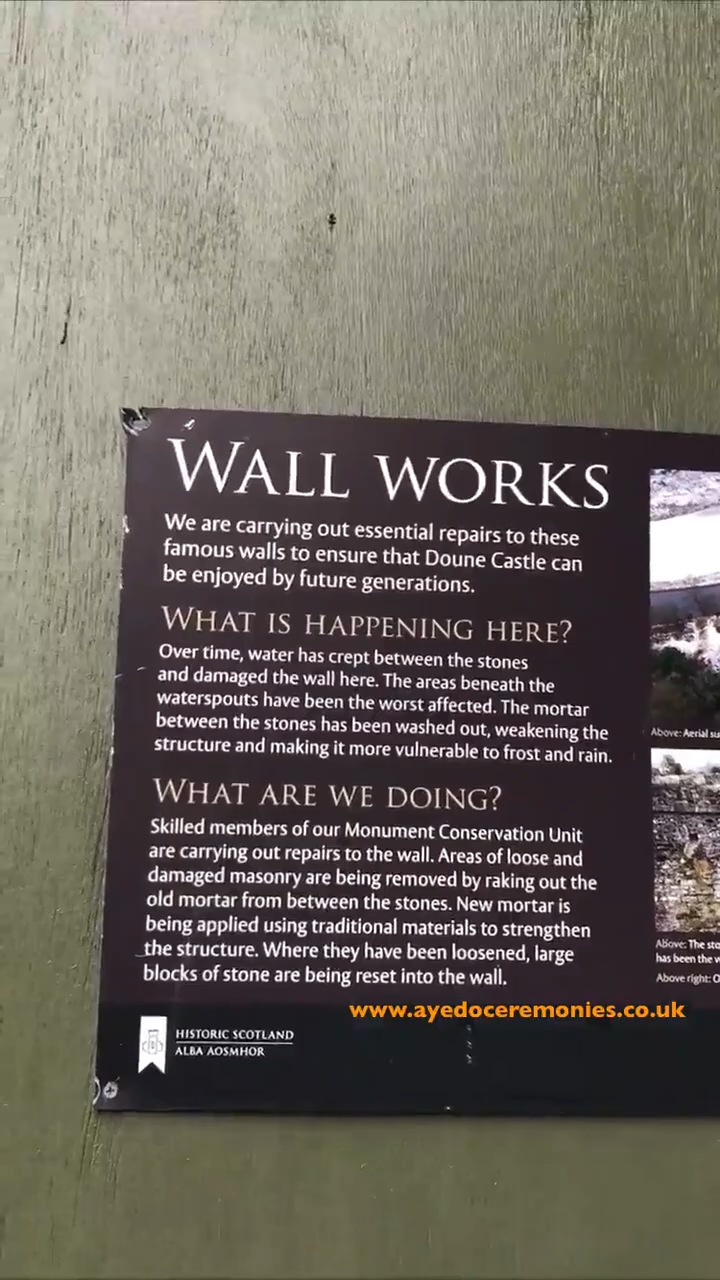 WALL WORKS
We are carrying out essential repairs to these
famous walls to ensure that Doune Castle can
be enjoyed by future generations.
WHAT IS HAPPENING HERE?
Over time, water has crept between the stones
and damaged the wall here. The areas beneath the
waterspouts have been the worst affected. The mortar
between the stones has been washed out, weakening the
structure and making it more vulnerable to frost and rain.
WHAT ARE WE DOING?
Skilled members of our Monument Conservation Unit
are carrying out repairs to the wall. Areas of loose and
damaged masonry are being removed by raking out the
old mortar from between the stones. New mortar is
being applied using traditional materials to strengthen
the structure. Where they have been loosened, large
blocks of stone are being reset into the wall.
HISTORIC SCOTLAND
ALBA AOSMHOR
Above: Aerial
Above: The
has been the
Above right:
www.ayedoceremonies.co.uk